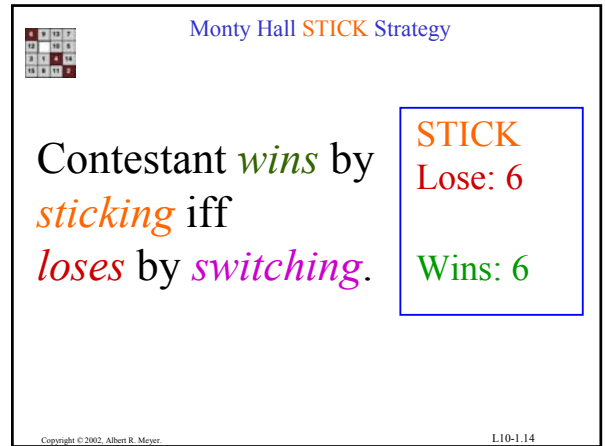 Monty Hall STICK Strategy
Contestant wins by
sticking iff
loses by switching.
STICK
Lose: 6
Wins: 6
Copyright © 2002, Albert R. Meyer.
L10-1.14